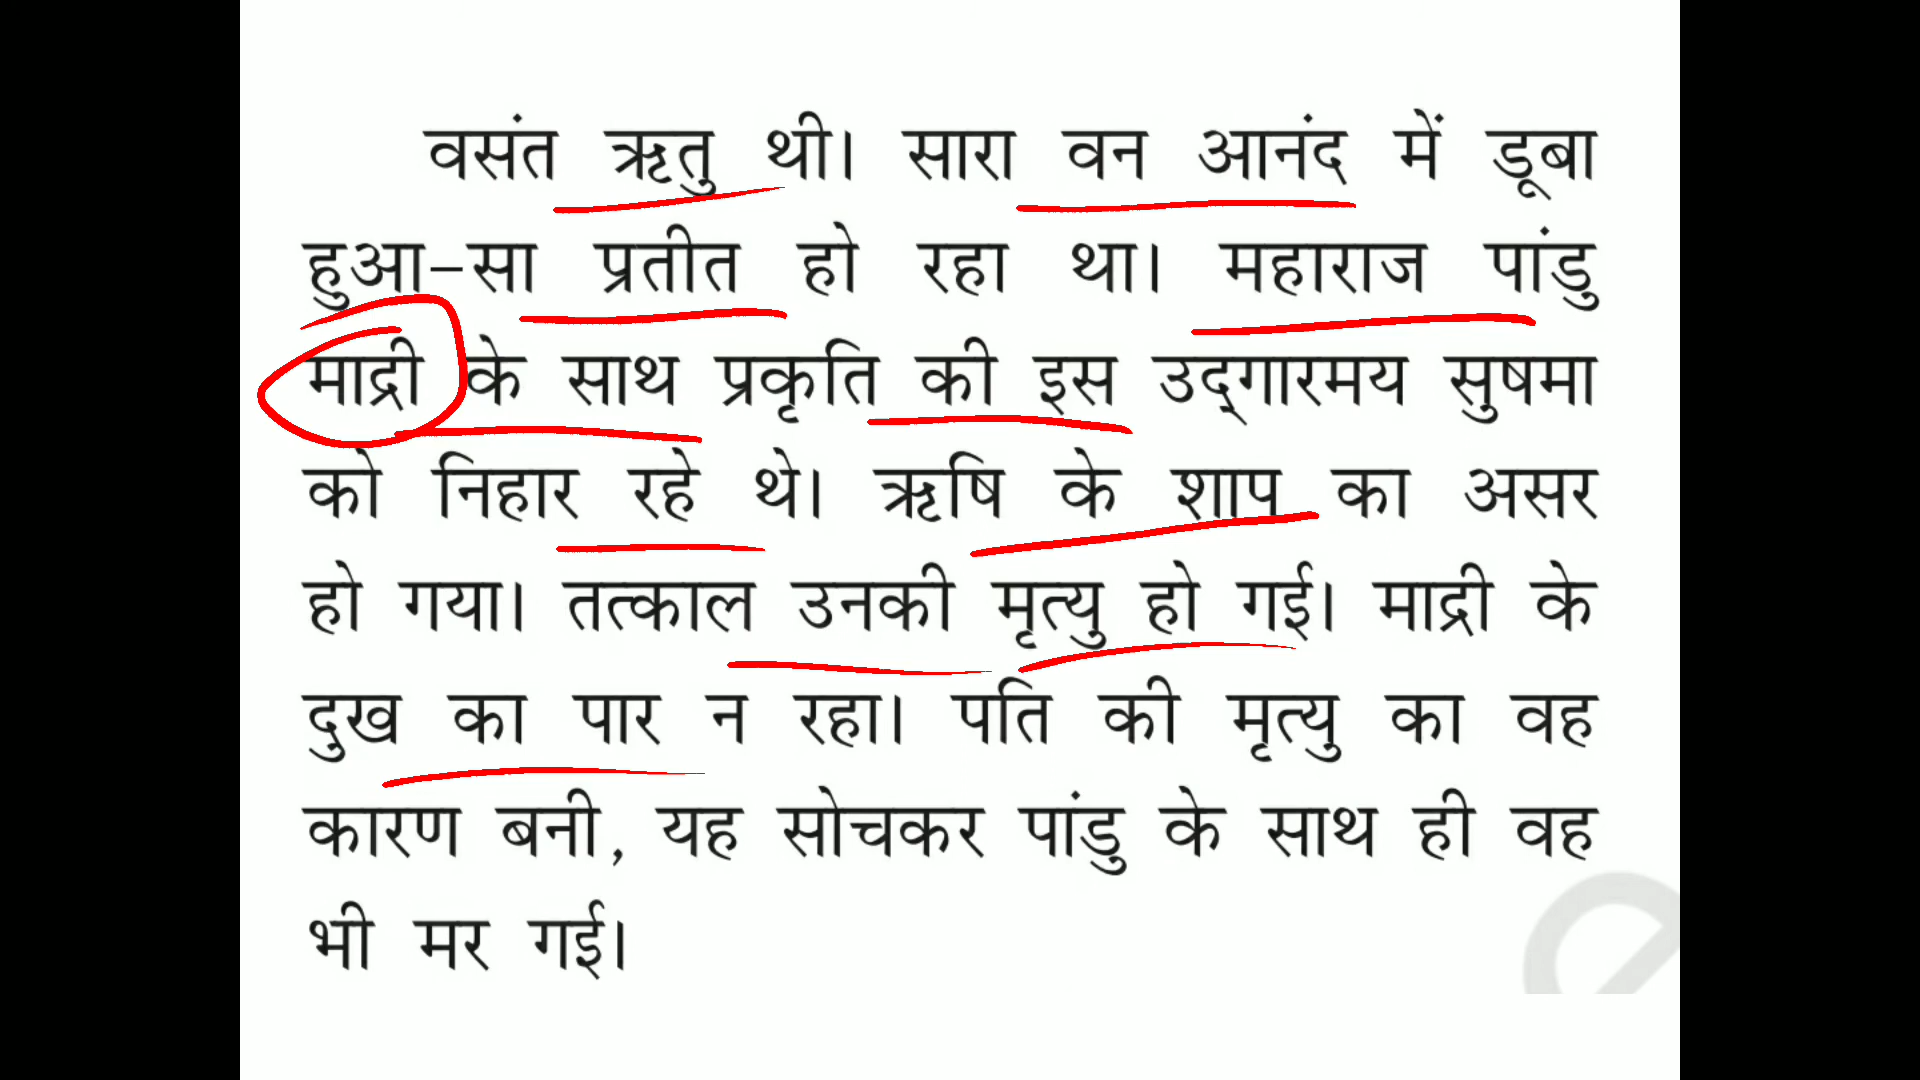 वसंत ऋतु थी। सारा वन आनंद में डूबा
हुआ-सा प्रतीत हो रहा था। महाराज पांडु
माद्री के साथ प्रकृति की इस उद्‌गारमय सुषमा
को निहार रहे थे। ऋषि के शाप का असर
हो गया। तत्काल उनकी मृत्यु हो गई। माद्री के
दुख का पार न रहा। पति की मृत्यु का वह
कारण बनी, यह सोचकर पांडु के साथ ही वह
भी मर गई।